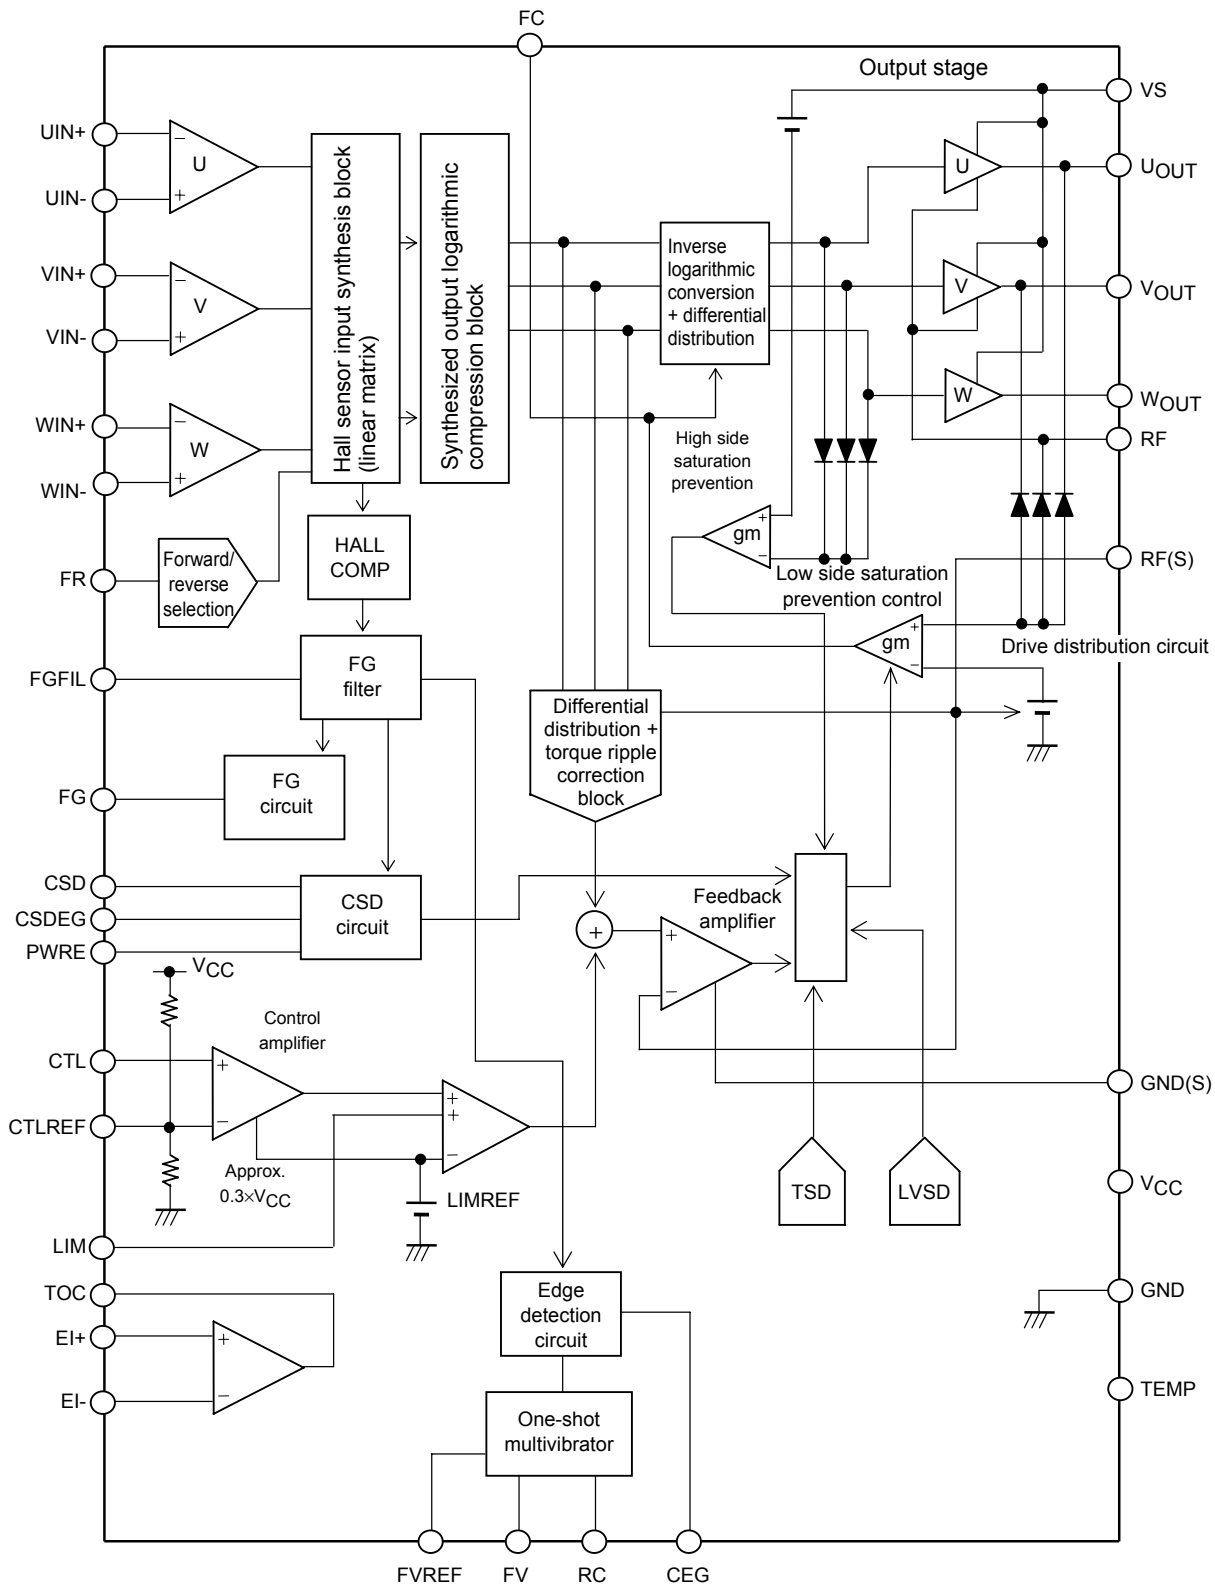 FC
Output stage
VS
UIN+
−
U
+
UIN-
U
UOUT
VIN+
−
V
+
VIN-
V
VOUT
WIN+
−
W
+
WIN-
W
WOUT
RF
Hall sensor input synthesis block
(linear matrix)
Synthesized output logarithmic
compression block
Inverse
logarithmic
conversion
+ differential
distribution
High side
saturation
prevention
+
gm
−
Low side saturation
prevention control
RF(S)
HALL
COMP
FR
Forward/
reverse
selection
+
gm
−
Drive distribution circuit
FGFIL
FG
filter
Differential
distribution +
torque ripple
correction
block
FG
FG
circuit
CSD
CSDEG
PWRE
CSD
circuit
+
+
−
Feedback
amplifier
VCC
Control
amplifier
CTL
+
−
CTLREF
Approx.
0.3×VCC
+
+
−
LIMREF
GND(S)
TSD
LVSD
VCC
LIM
TOC
EI+
+
−
EI-
Edge
detection
circuit
GND
TEMP
One-shot
multivibrator
FVREF
FV
RC
CEG